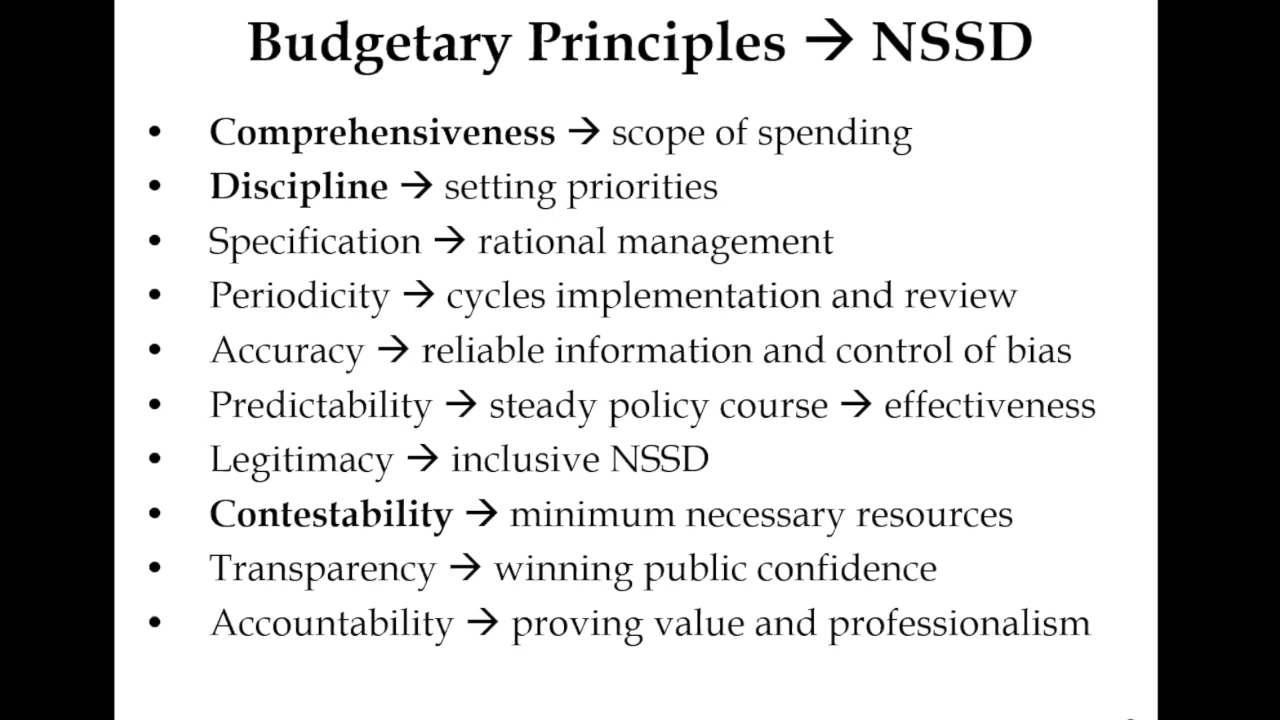 Budgetary Principles → NSSD
• Comprehensiveness → scope of spending
• Discipline → setting priorities
• Specification → rational management
• Periodicity → cycles implementation and review
• Accuracy → reliable information and control of bias
• Predictability → steady policy course → effectiveness
• Legitimacy → inclusive NSSD
• Contestability → minimum necessary resources
• Transparency → winning public confidence
• Accountability → proving value and professionalism